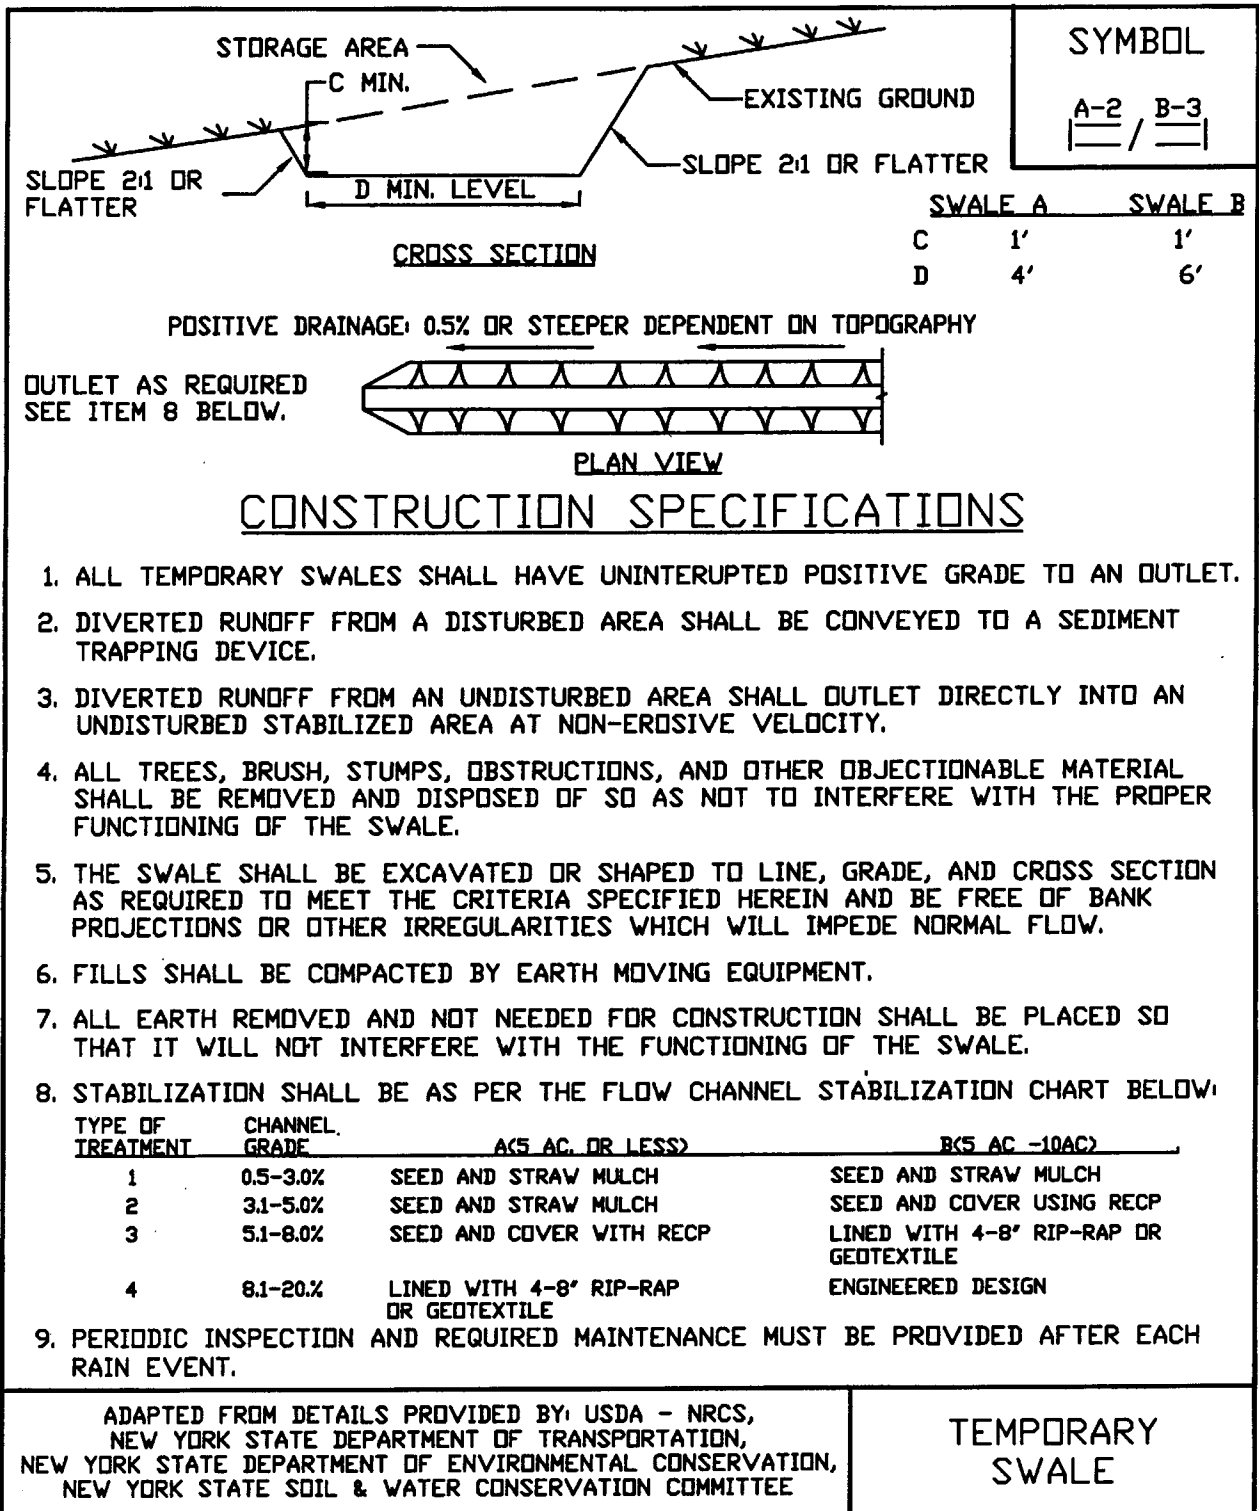 STORAGE AREA
C MIN.
EXISTING GROUND
SLOPE 2:1 OR
FLATTER
SLOPE 2:1 OR FLATTER
D MIN. LEVEL
CROSS SECTION
SYMBOL
A-2 / B-3
SWALE A SWALE B
C 1' 1'
D 4' 6'
POSITIVE DRAINAGE: 0.5% OR STEEPER DEPENDENT ON TOPOGRAPHY
OUTLET AS REQUIRED
SEE ITEM 8 BELOW.
PLAN VIEW
CONSTRUCTION SPECIFICATIONS
1. ALL TEMPORARY SWALES SHALL HAVE UNINTERUPTED POSITIVE GRADE TO AN OUTLET.
2. DIVERTED RUNOFF FROM A DISTURBED AREA SHALL BE CONVEYED TO A SEDIMENT
TRAPPING DEVICE.
3. DIVERTED RUNOFF FROM AN UNDISTURBED AREA SHALL OUTLET DIRECTLY INTO AN
UNDISTURBED STABILIZED AREA AT NON-EROSIVE VELOCITY.
4. ALL TREES, BRUSH, STUMPS, OBSTRUCTIONS, AND OTHER OBJECTIONABLE MATERIAL
SHALL BE REMOVED AND DISPOSED OF SO AS NOT TO INTERFERE WITH THE PROPER
FUNCTIONING OF THE SWALE.
5. THE SWALE SHALL BE EXCAVATED OR SHAPED TO LINE, GRADE, AND CROSS SECTION
AS REQUIRED TO MEET THE CRITERIA SPECIFIED HEREIN AND BE FREE OF BANK
PROJECTIONS OR OTHER IRREGULARITIES WHICH WILL IMPEDE NORMAL FLOW.
6. FILLS SHALL BE COMPACTED BY EARTH MOVING EQUIPMENT.
7. ALL EARTH REMOVED AND NOT NEEDED FOR CONSTRUCTION SHALL BE PLACED SO
THAT IT WILL NOT INTERFERE WITH THE FUNCTIONING OF THE SWALE.
8. STABILIZATION SHALL BE AS PER THE FLOW CHANNEL STABILIZATION CHART BELOW:
TYPE OF CHANNEL
TREATMENT GRADE A(5 AC. OR LESS) B(5 AC -10AC)
1 0.5-3.0% SEED AND STRAW MULCH SEED AND STRAW MULCH
2 3.1-5.0% SEED AND STRAW MULCH SEED AND COVER USING RECP
3 5.1-8.0% SEED AND COVER WITH RECP LINED WITH 4-8" RIP-RAP OR
GEOTEXTILE
4 8.1-20.% LINED WITH 4-8" RIP-RAP ENGINEERED DESIGN
OR GEOTEXTILE
9. PERIODIC INSPECTION AND REQUIRED MAINTENANCE MUST BE PROVIDED AFTER EACH
RAIN EVENT.
ADAPTED FROM DETAILS PROVIDED BY: USDA - NRCS,
NEW YORK STATE DEPARTMENT OF TRANSPORTATION,
NEW YORK STATE DEPARTMENT OF ENVIRONMENTAL CONSERVATION,
NEW YORK STATE SOIL & WATER CONSERVATION COMMITTEE
TEMPORARY
SWALE